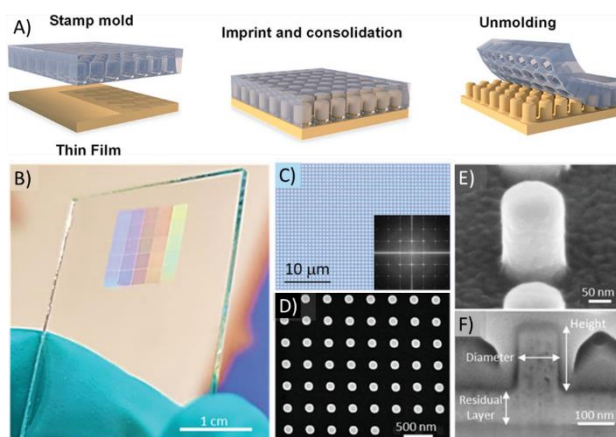 A)
Stamp mold
Imprint and consolidation
Unmolding
Thin Film
B)
1 cm
C)
10 μm
D)
500 nm
E)
50 nm
F)
Height
Diameter
Residual
Layer
100 nm